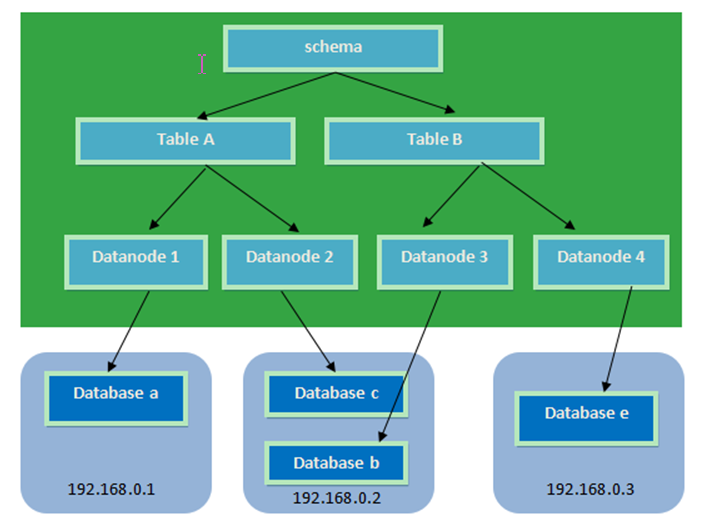 schema
Table A
Table B
Datanode 1
Datanode 2
Datanode 3
Datanode 4
Database a
Database c
Database e
Database b
192.168.0.1
192.168.0.2
192.168.0.3